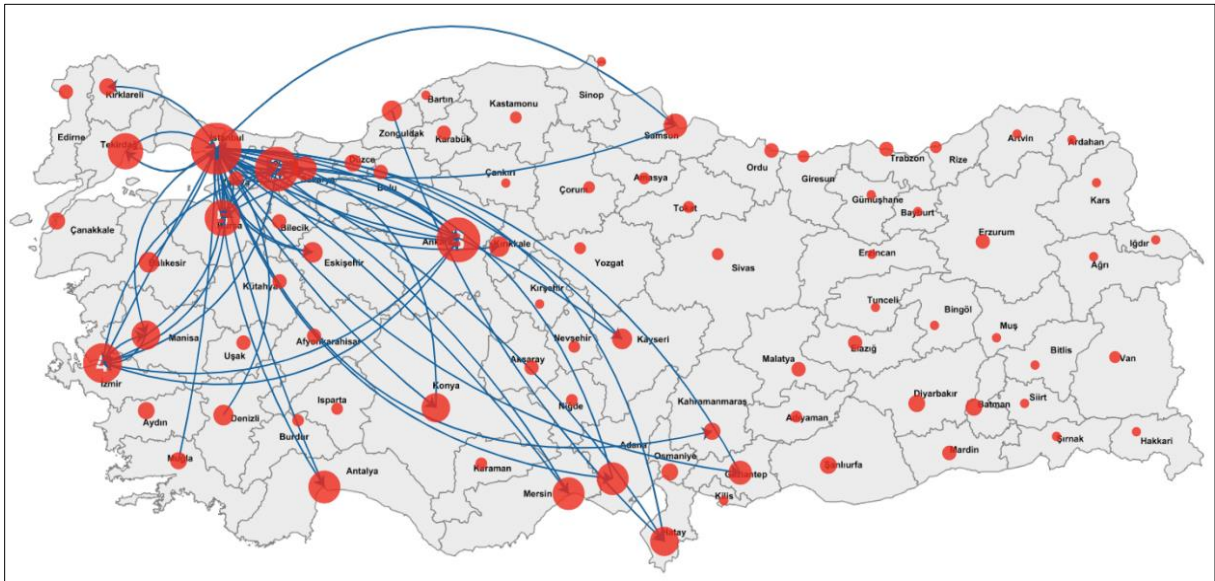 Kırklareli
Edirne
Tekirdağ
İstanbul
1
2
Düzce
Bolu
Zonguldak
Bartın
Karabük
Kastamonu
Sinop
Samsun
Çankırı
Çorum
Amasya
Tokat
Ordu
Giresun
Trabzon
Rize
Artvin
Ardahan
Gümüşhane
Bayburt
Kars
Iğdır
Erzurum
Ağrı
Erzincan
Sivas
Yozgat
Kırıkkale
Ankara
Çanakkale
Bursa
Bilecik
Eskişehir
Balıkesir
Kütahya
Kırşehir
Tunceli
Bingöl
Muş
Bitlis
Van
Elazığ
Malatya
Kayseri
Nevşehir
Aksaray
Afyonkarahisar
Uşak
Manisa
4
İzmir
Konya
Isparta
Denizli
Aydın
Burdur
Muğla
Antalya
Niğde
Kahramanmaraş
Adıyaman
Diyarbakır
Batman
Siirt
Şırnak
Hakkari
Mardin
Şanlıurfa
Adana
Osmaniye
Gaziantep
Kilis
Karaman
Mersin
Hatay